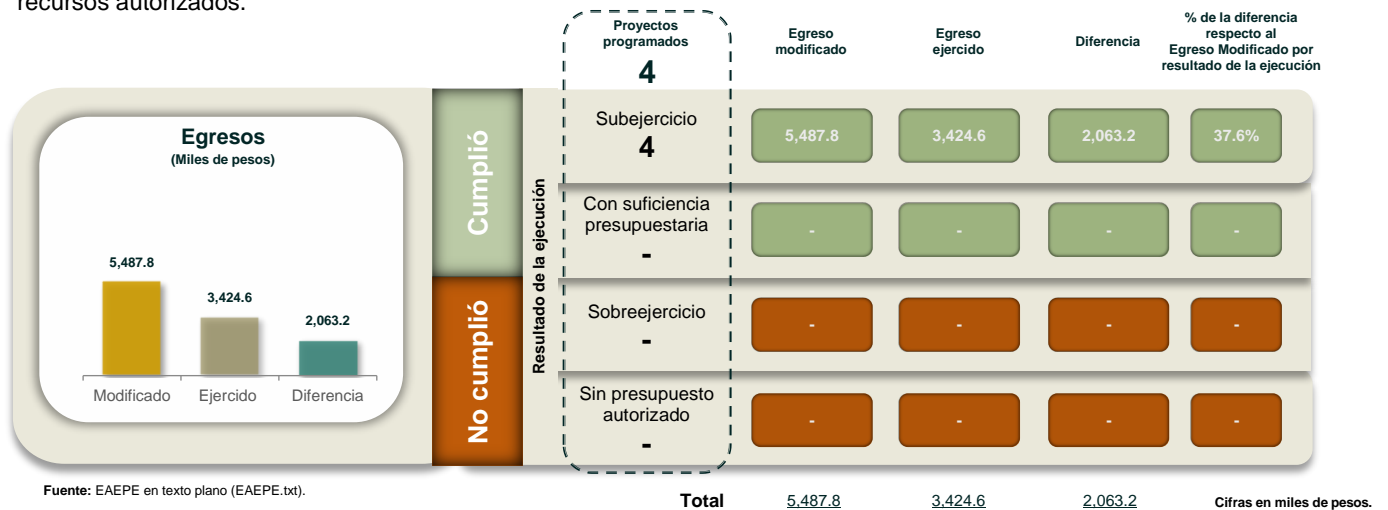 recursos autorizados.
Egresos
(Miles de pesos)
5,487.8
3,424.6
2,063.2
Modificado
Ejercido
Diferencia
Cumplió
No cumplió
Resultado de la ejecución
Proyectos
programados
4
Egreso
modificado
Egreso
ejercido
Diferencia
% de la diferencia
respecto al
Egreso Modificado por
resultado de la ejecución
Subejercicio
4
5,487.8
3,424.6
2,063.2
37.6%
Con suficiencia
presupuestaria
-
-
-
-
-
Sobreejercicio
-
-
-
-
-
Sin presupuesto
autorizado
-
-
-
-
-
Fuente: EAEPE en texto plano (EAEPE.txt).
Total
5,487.8
3,424.6
2,063.2
Cifras en miles de pesos.